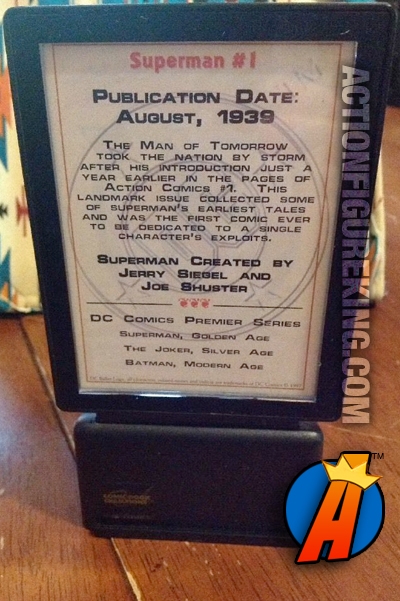 Superman #1
Publication Date:
August, 1939
The Man of Tomorrow
took the nation by storm
after his introduction just a
year earlier in the pages of
Action Comics #1. This
landmark issue collected some
of Superman's earliest tales
and was the first comic ever
to be dedicated to a single
character's exploits.
Superman Created by
Jerry Siegel and
Joe Shuster
DC Comics Premier Series
Superman, Golden Age
The Joker, Silver Age
Batman, Modern Age
ACTIONFIGUREKING.COM
A
TM